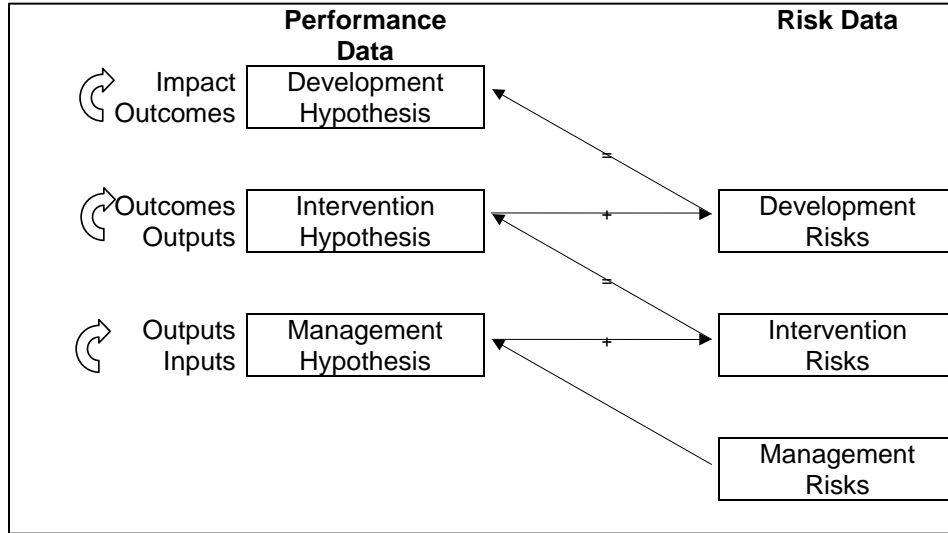 Performance
Data
Risk Data
Impact
Outcomes
Development
Hypothesis
=
Outcomes
Outputs
Intervention
Hypothesis
+
Development
Risks
=
Outputs
Inputs
Management
Hypothesis
+
Intervention
Risks
Management
Risks